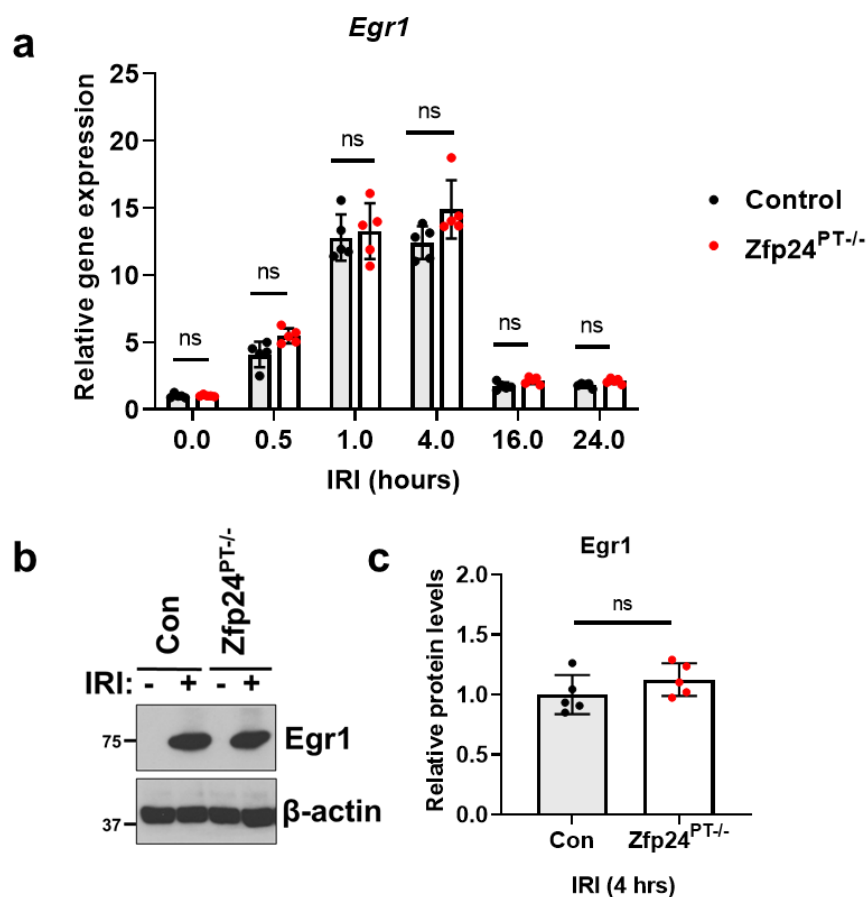 a
Egr1
Relative gene expression
25
20
15
10
5
0
ns
ns
ns
ns
ns
ns
0.0 0.5 1.0 4.0 16.0 24.0
IRI (hours)
Control
Zfp24PT-/-
b
Con
Zfp24PT-/-
IRI: - + - +
75
Egr1
37
β-actin
c
Egr1
Relative protein levels
2.0
1.5
1.0
0.5
0.0
ns
Con Zfp24PT-/-
IRI (4 hrs)